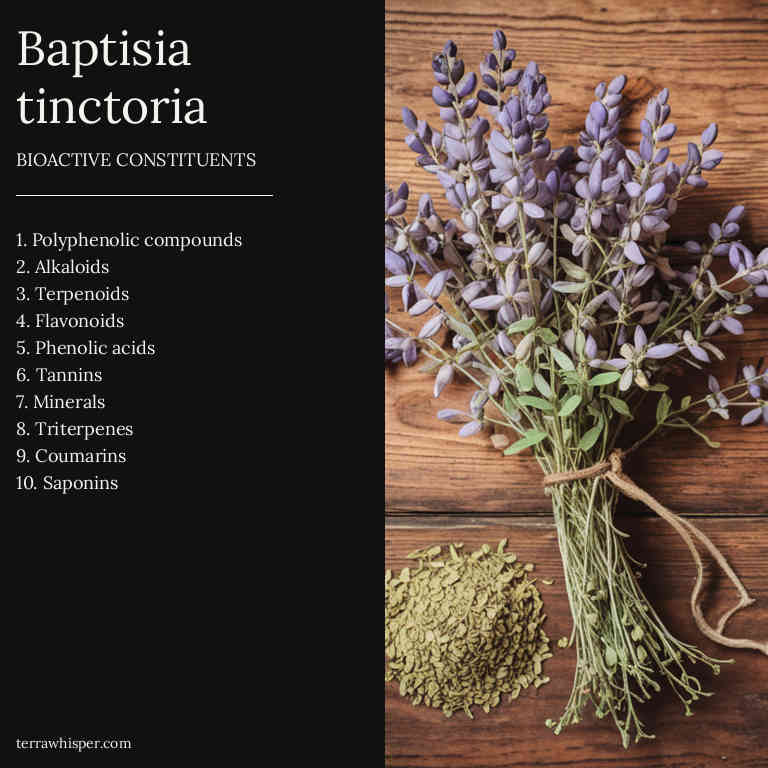 Baptisia
tinctoria
BIOACTIVE CONSTITUENTS
1. Polyphenolic compounds
2. Alkaloids
3. Terpenoids
4. Flavonoids
5. Phenolic acids
6. Tannins
7. Minerals
8. Triterpenes
9. Coumarins
10. Saponins
terrawhisper.com